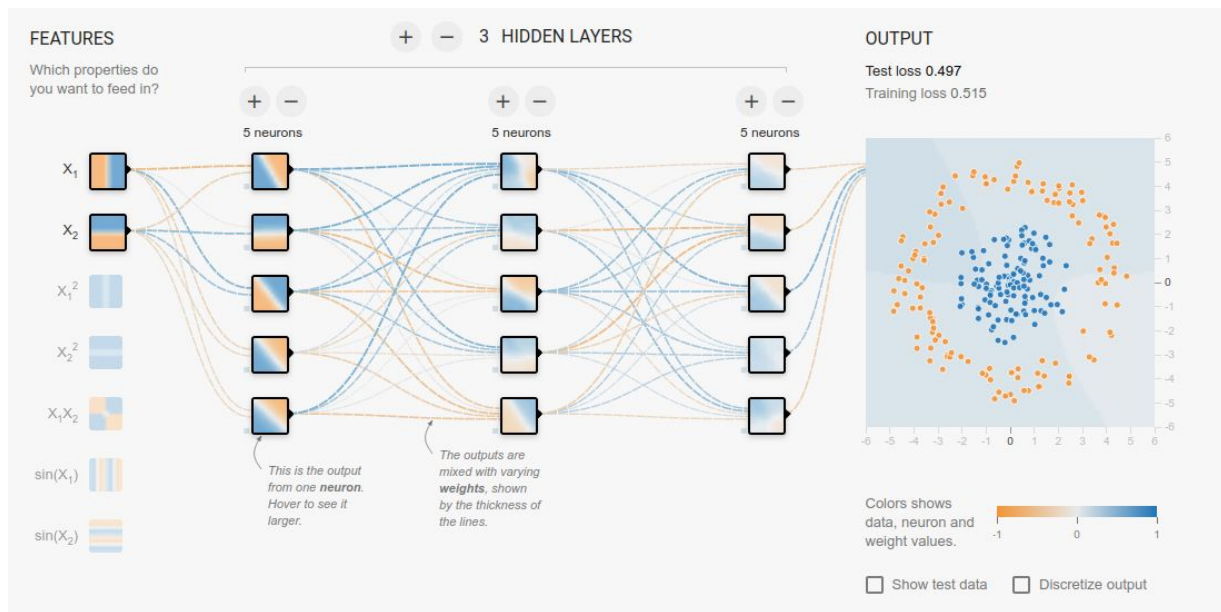 FEATURES
Which properties do
you want to feed in?
+ − 3 HIDDEN LAYERS
+ −
5 neurons
+ −
5 neurons
+ −
5 neurons
OUTPUT
Test loss 0.497
Training loss 0.515
X1
X2
X1²
X2²
X1X2
sin(X1)
sin(X2)
This is the output
from one neuron.
Hover to see it
larger.
The outputs are
mixed with varying
weights, shown
by the thickness of
the lines.
6
5
4
3
2
1
0
-1
-2
-3
-4
-5
-6
-6 -5 -4 -3 -2 -1 0 1 2 3 4 5 6
Colors shows
data, neuron and
weight values.
-1 0 1
Show test data
Discretize output